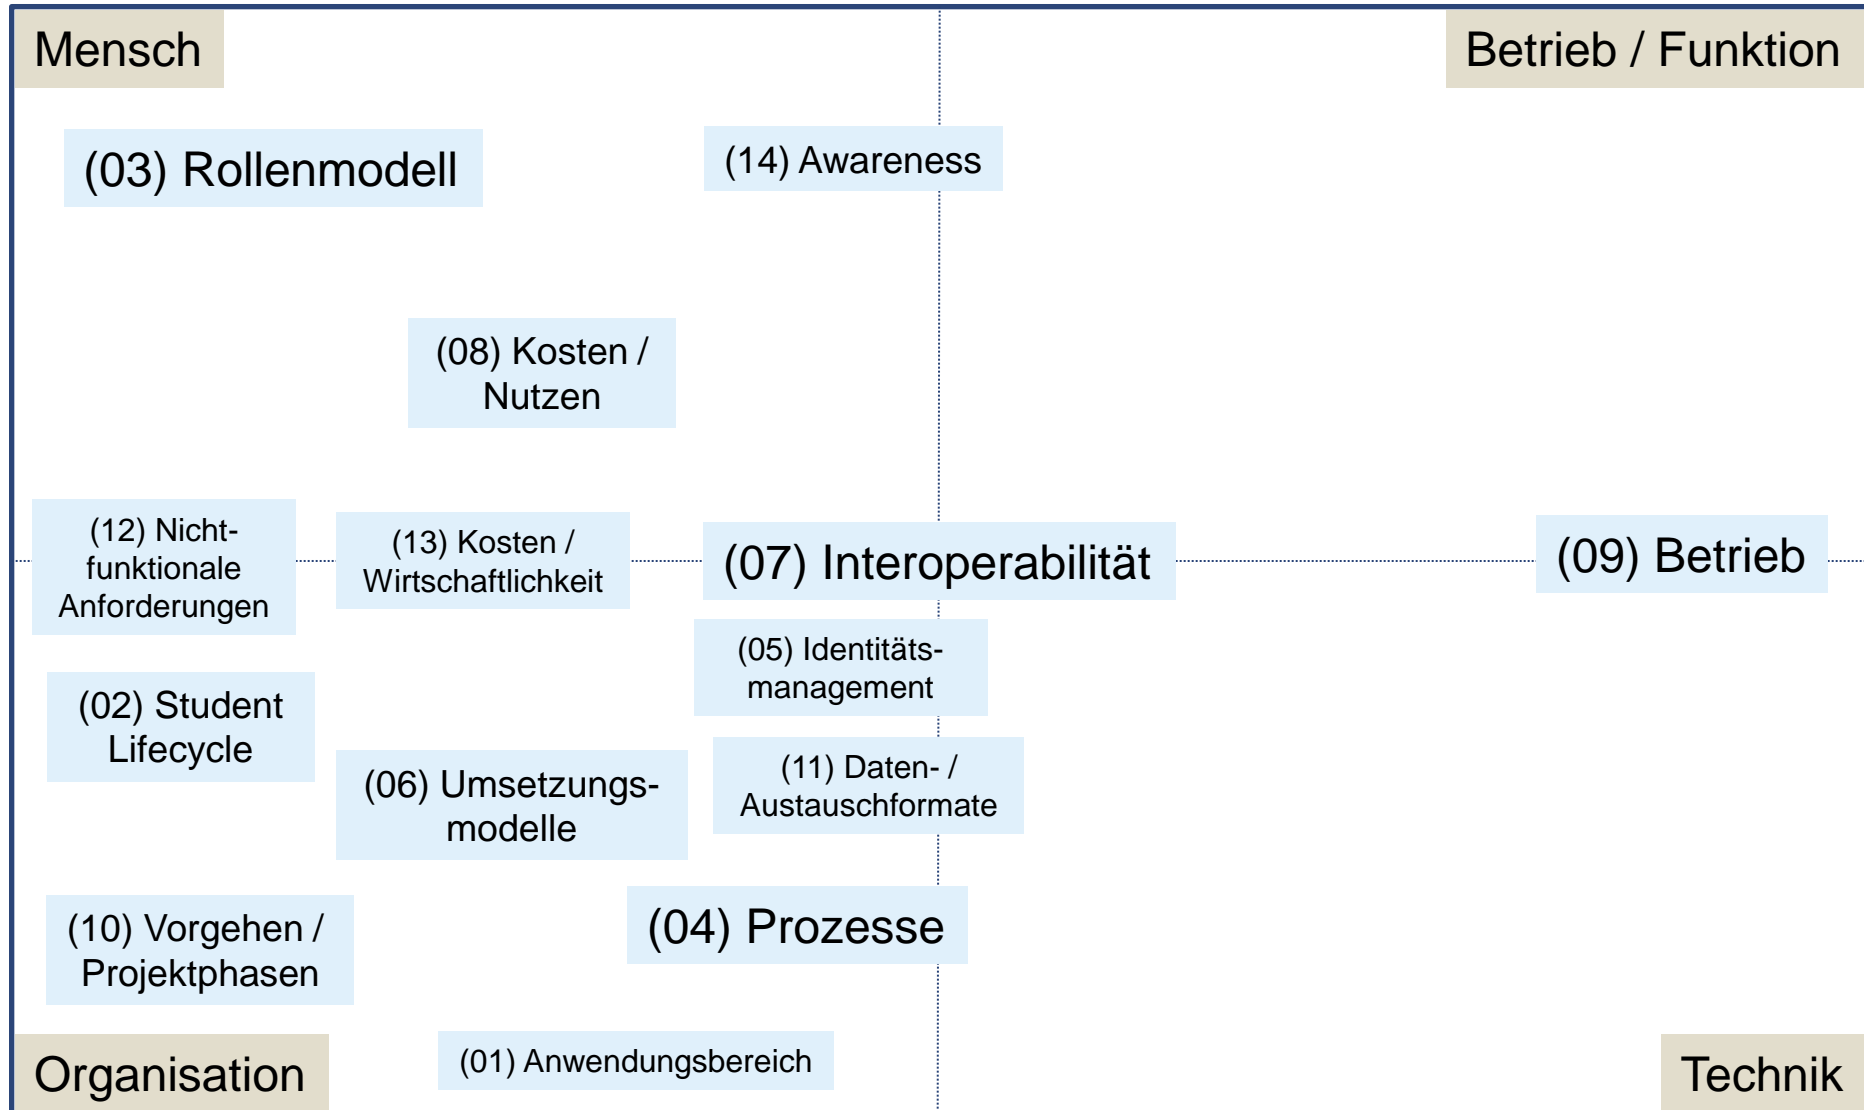 Mensch
Betrieb / Funktion
(03) Rollenmodell
(14) Awareness
(08) Kosten /
Nutzen
(12) Nicht-
funktionale
Anforderungen
(13) Kosten /
Wirtschaftlichkeit
(07) Interoperabilität
(09) Betrieb
(05) Identitäts-
management
(02) Student
Lifecycle
(06) Umsetzungs-
modelle
(11) Daten- /
Austauschformate
(10) Vorgehen /
Projektphasen
(04) Prozesse
(01) Anwendungsbereich
Organisation
Technik